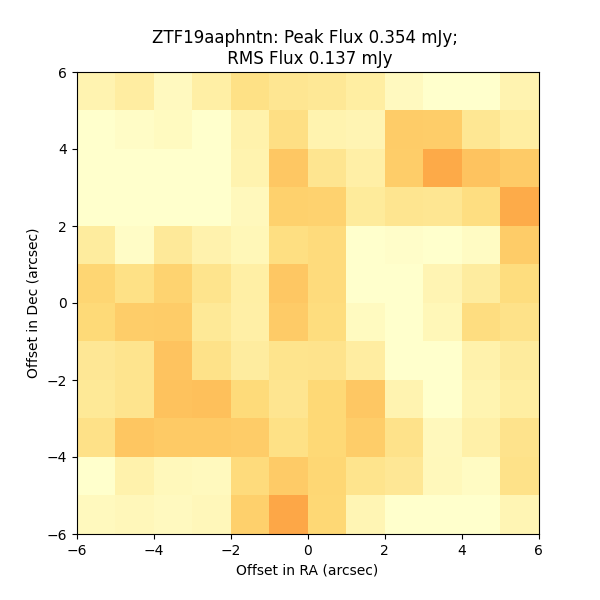 ZTF19aaphntn: Peak Flux 0.354 mJy;
RMS Flux 0.137 mJy
6
4
2
0
−2
−4
−6
Offset in Dec (arcsec)
−6 −4 −2 0 2 4 6
Offset in RA (arcsec)